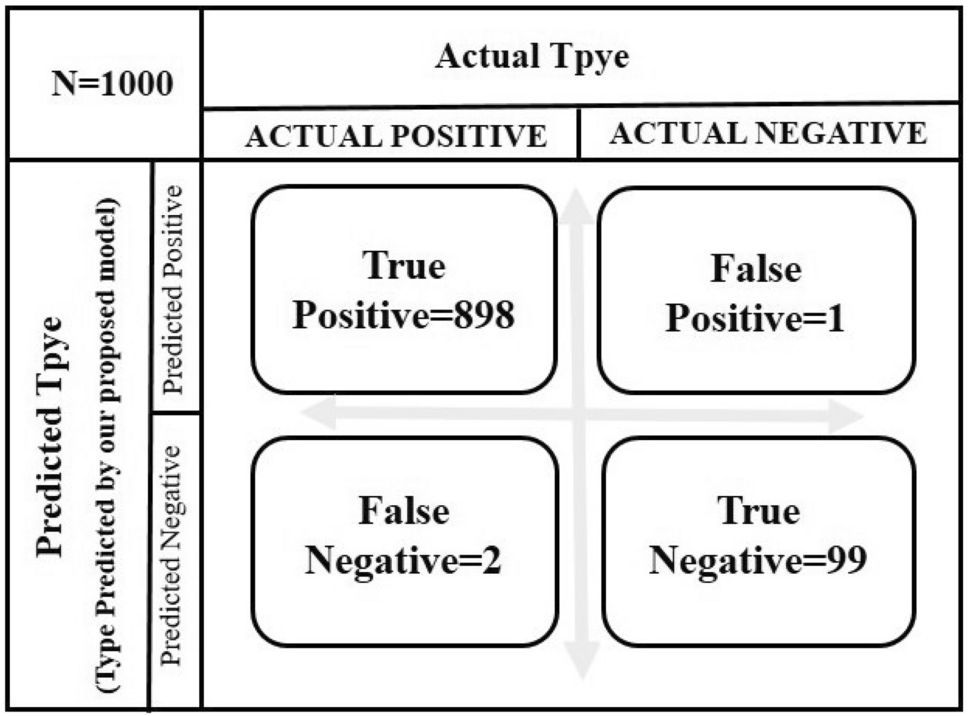 N=1000
Actual Tpye
ACTUAL POSITIVE
ACTUAL NEGATIVE
Predicted Tpye
(Type Predicted by our proposed model)
Predicted Positive
True
Positive=898
False
Positive=1
Predicted Negative
False
Negative=2
True
Negative=99